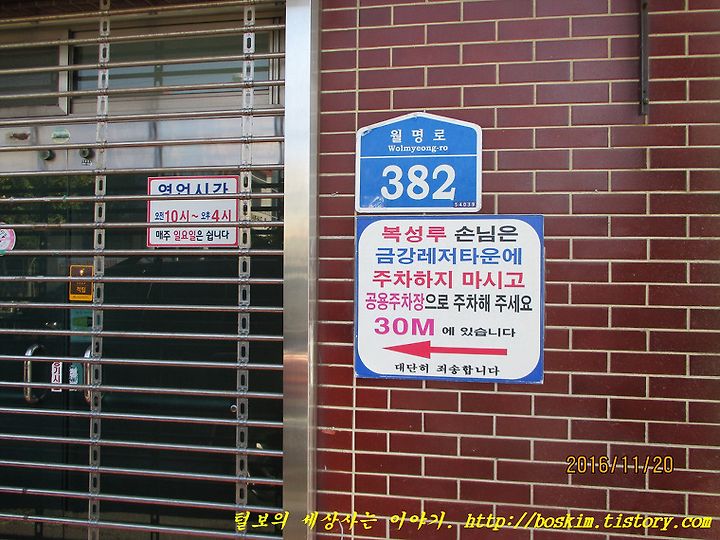 월명로
Wolmyeong-ro
382
54039
영업시간
오전 10시~ 오후 4시
매주 일요일은 쉽니다
복성루 손님은
금강레저타운에
주차하지 마시고
공용주차장으로 주차해 주세요
30M 에 있습니다
대단히 죄송합니다
2016/11/20
털보의 세상사는 이야기. http://boskim.tistory.com